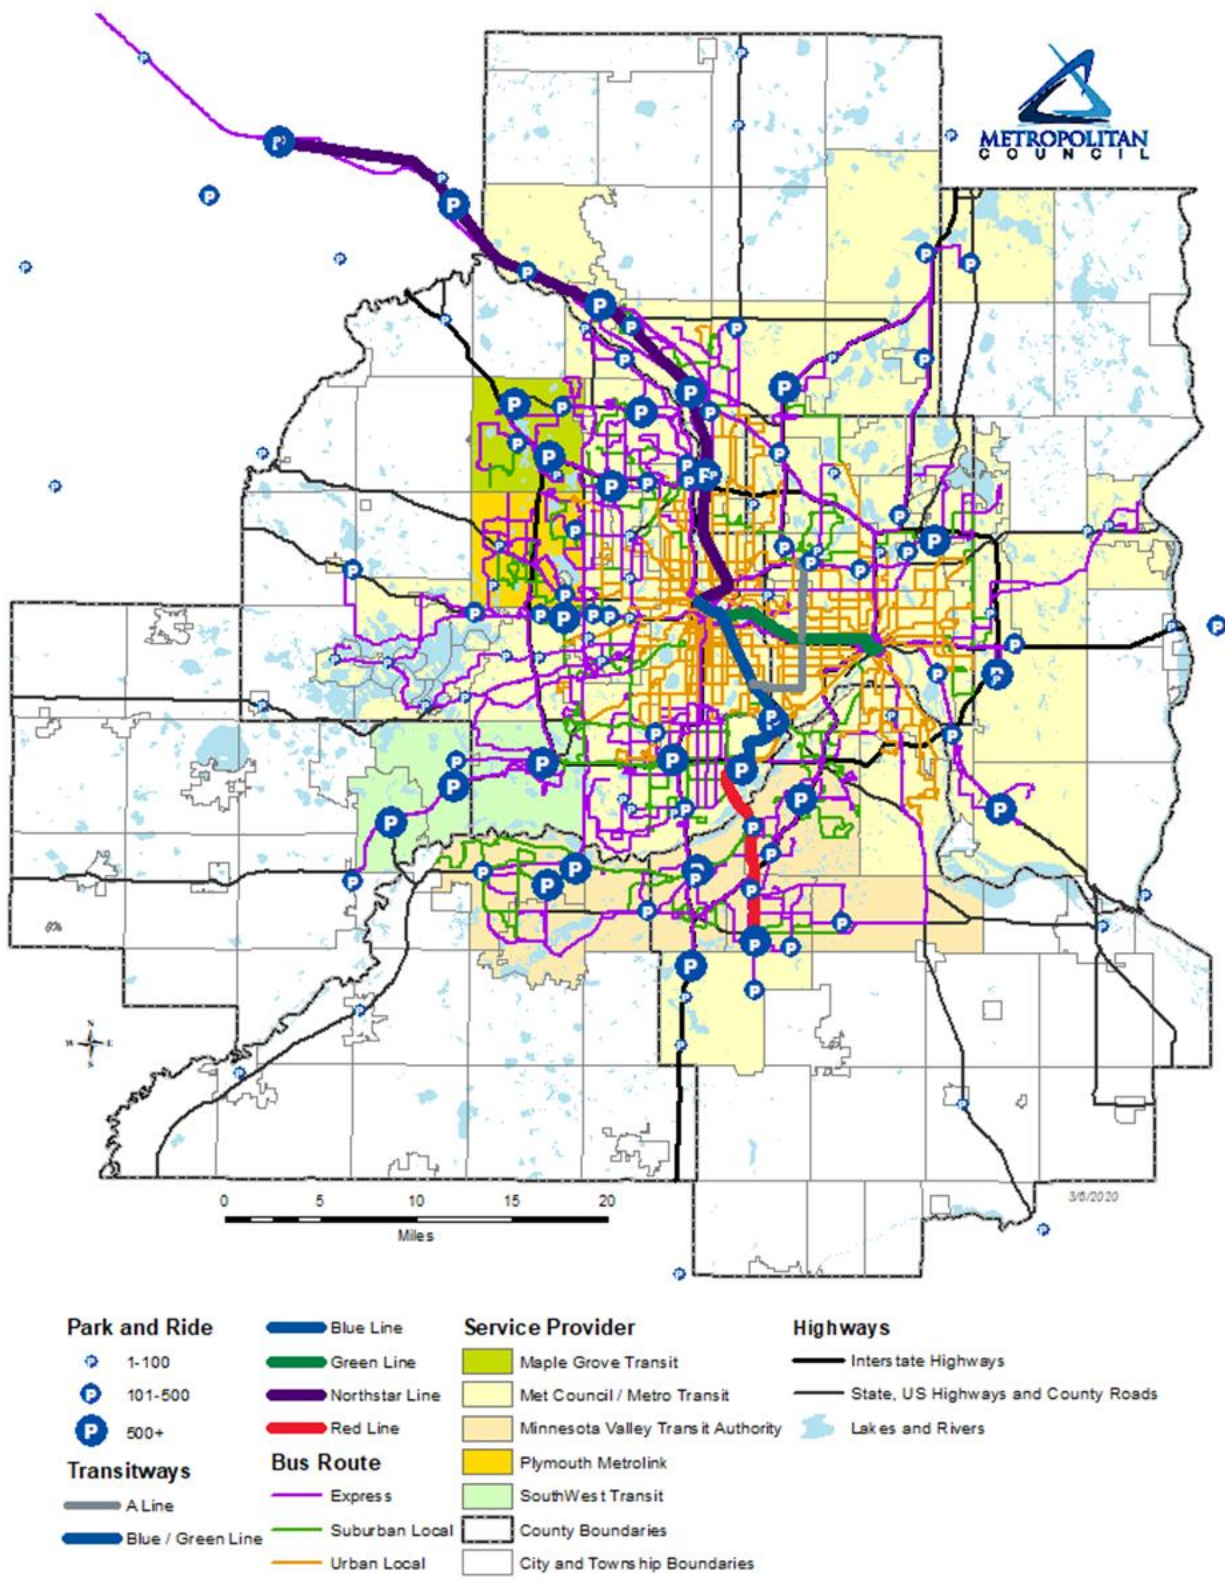 METROPOLITAN
COUNCIL
N
W E
S
0 5 10 15 20
Miles
3/6/2020
Park and Ride
1-100
101-500
500+
Transitways
A Line
Blue / Green Line
Blue Line
Green Line
Northstar Line
Red Line
Bus Route
Express
Suburban Local
Urban Local
Service Provider
Maple Grove Transit
Met Council / Metro Transit
Minnesota Valley Transit Authority
Plymouth Metrolink
SouthWest Transit
County Boundaries
City and Township Boundaries
Highways
Interstate Highways
State, US Highways and County Roads
Lakes and Rivers